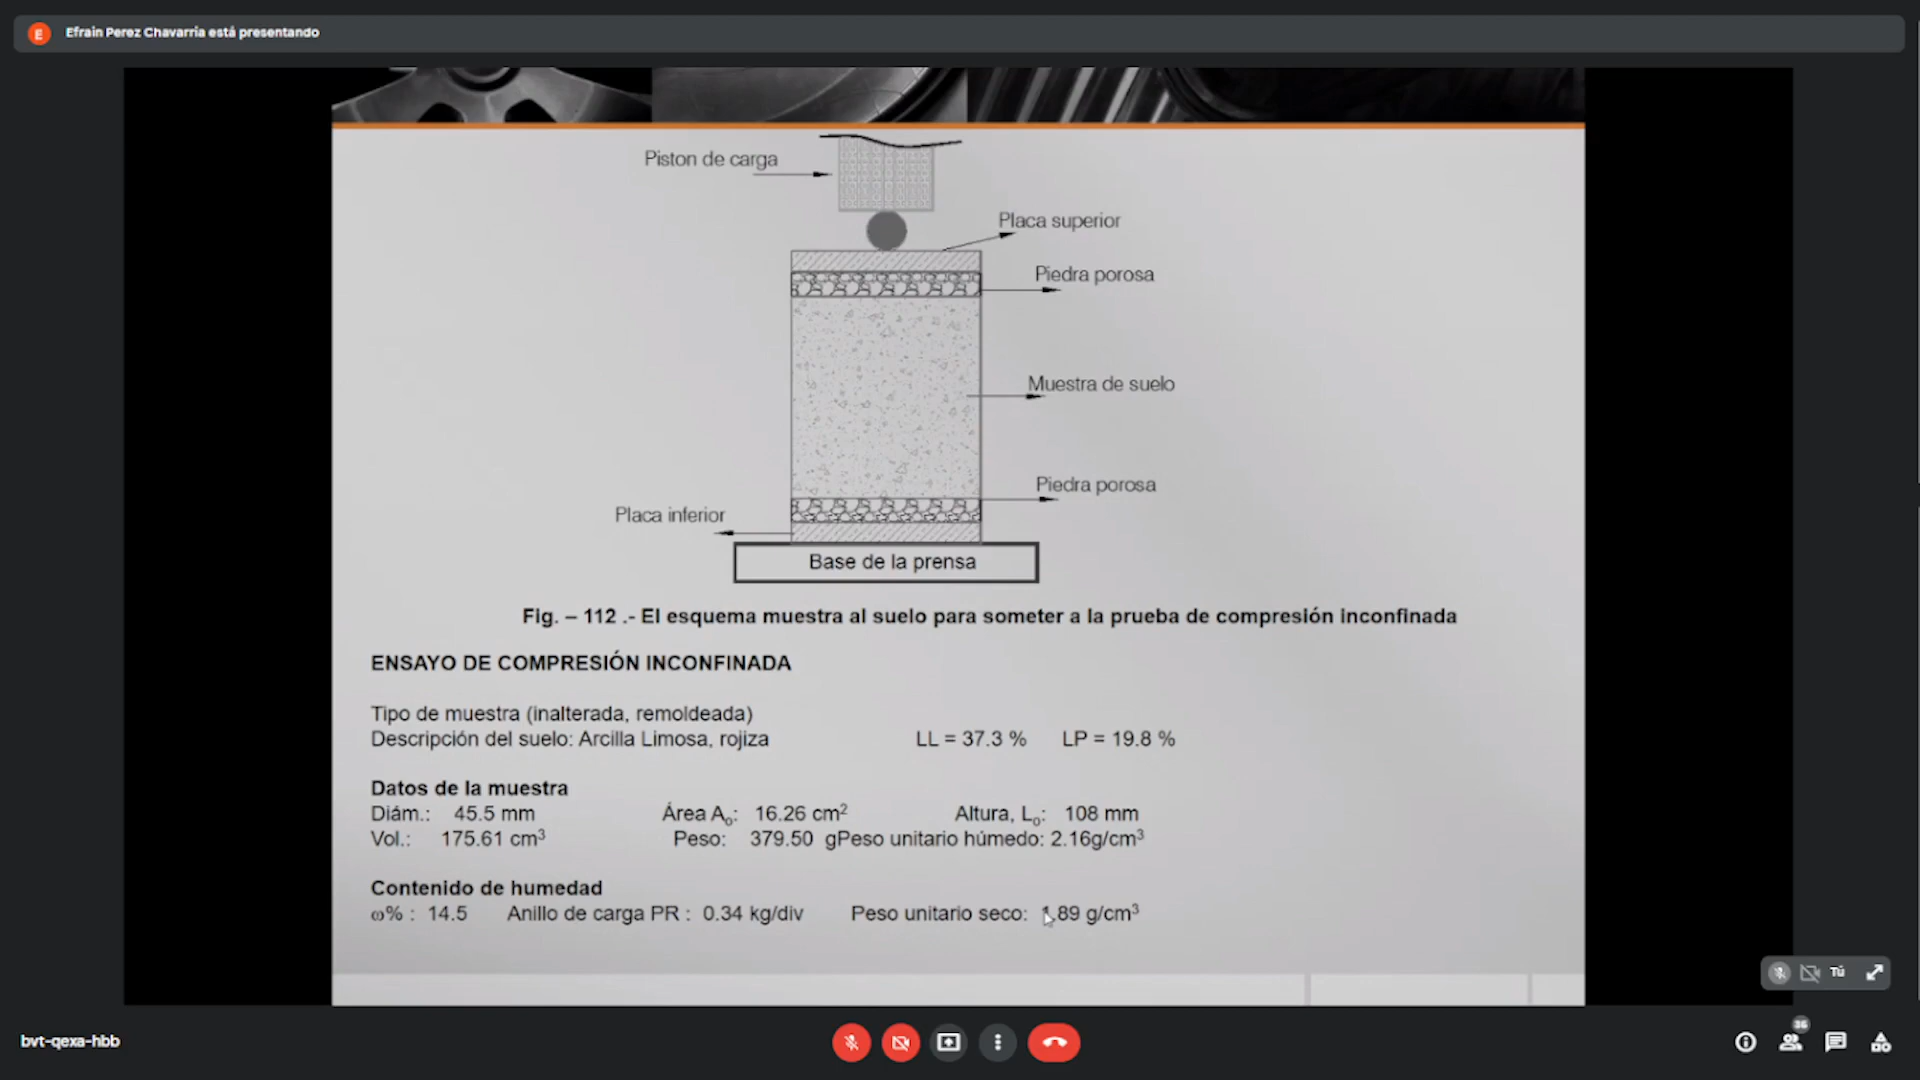 E Efrain Perez Chavarria está presentando
Piston de carga
Placa superior
Piedra porosa
Muestra de suelo
Piedra porosa
Placa inferior
Base de la prensa
Fig. – 112 .- El esquema muestra al suelo para someter a la prueba de compresión inconfinada
ENSAYO DE COMPRESIÓN INCONFINADA
Tipo de muestra (inalterada, remoldeada)
Descripción del suelo: Arcilla Limosa, rojiza LL = 37.3 % LP = 19.8 %
Datos de la muestra
Diám.: 45.5 mm Área Ao: 16.26 cm² Altura, Lo: 108 mm
Vol.: 175.61 cm³ Peso: 379.50 gPeso unitario húmedo: 2.16g/cm³
Contenido de humedad
ω% : 14.5 Anillo de carga PR : 0.34 kg/div Peso unitario seco: 1.89 g/cm³
Tú
bvt-qexa-hbb
36